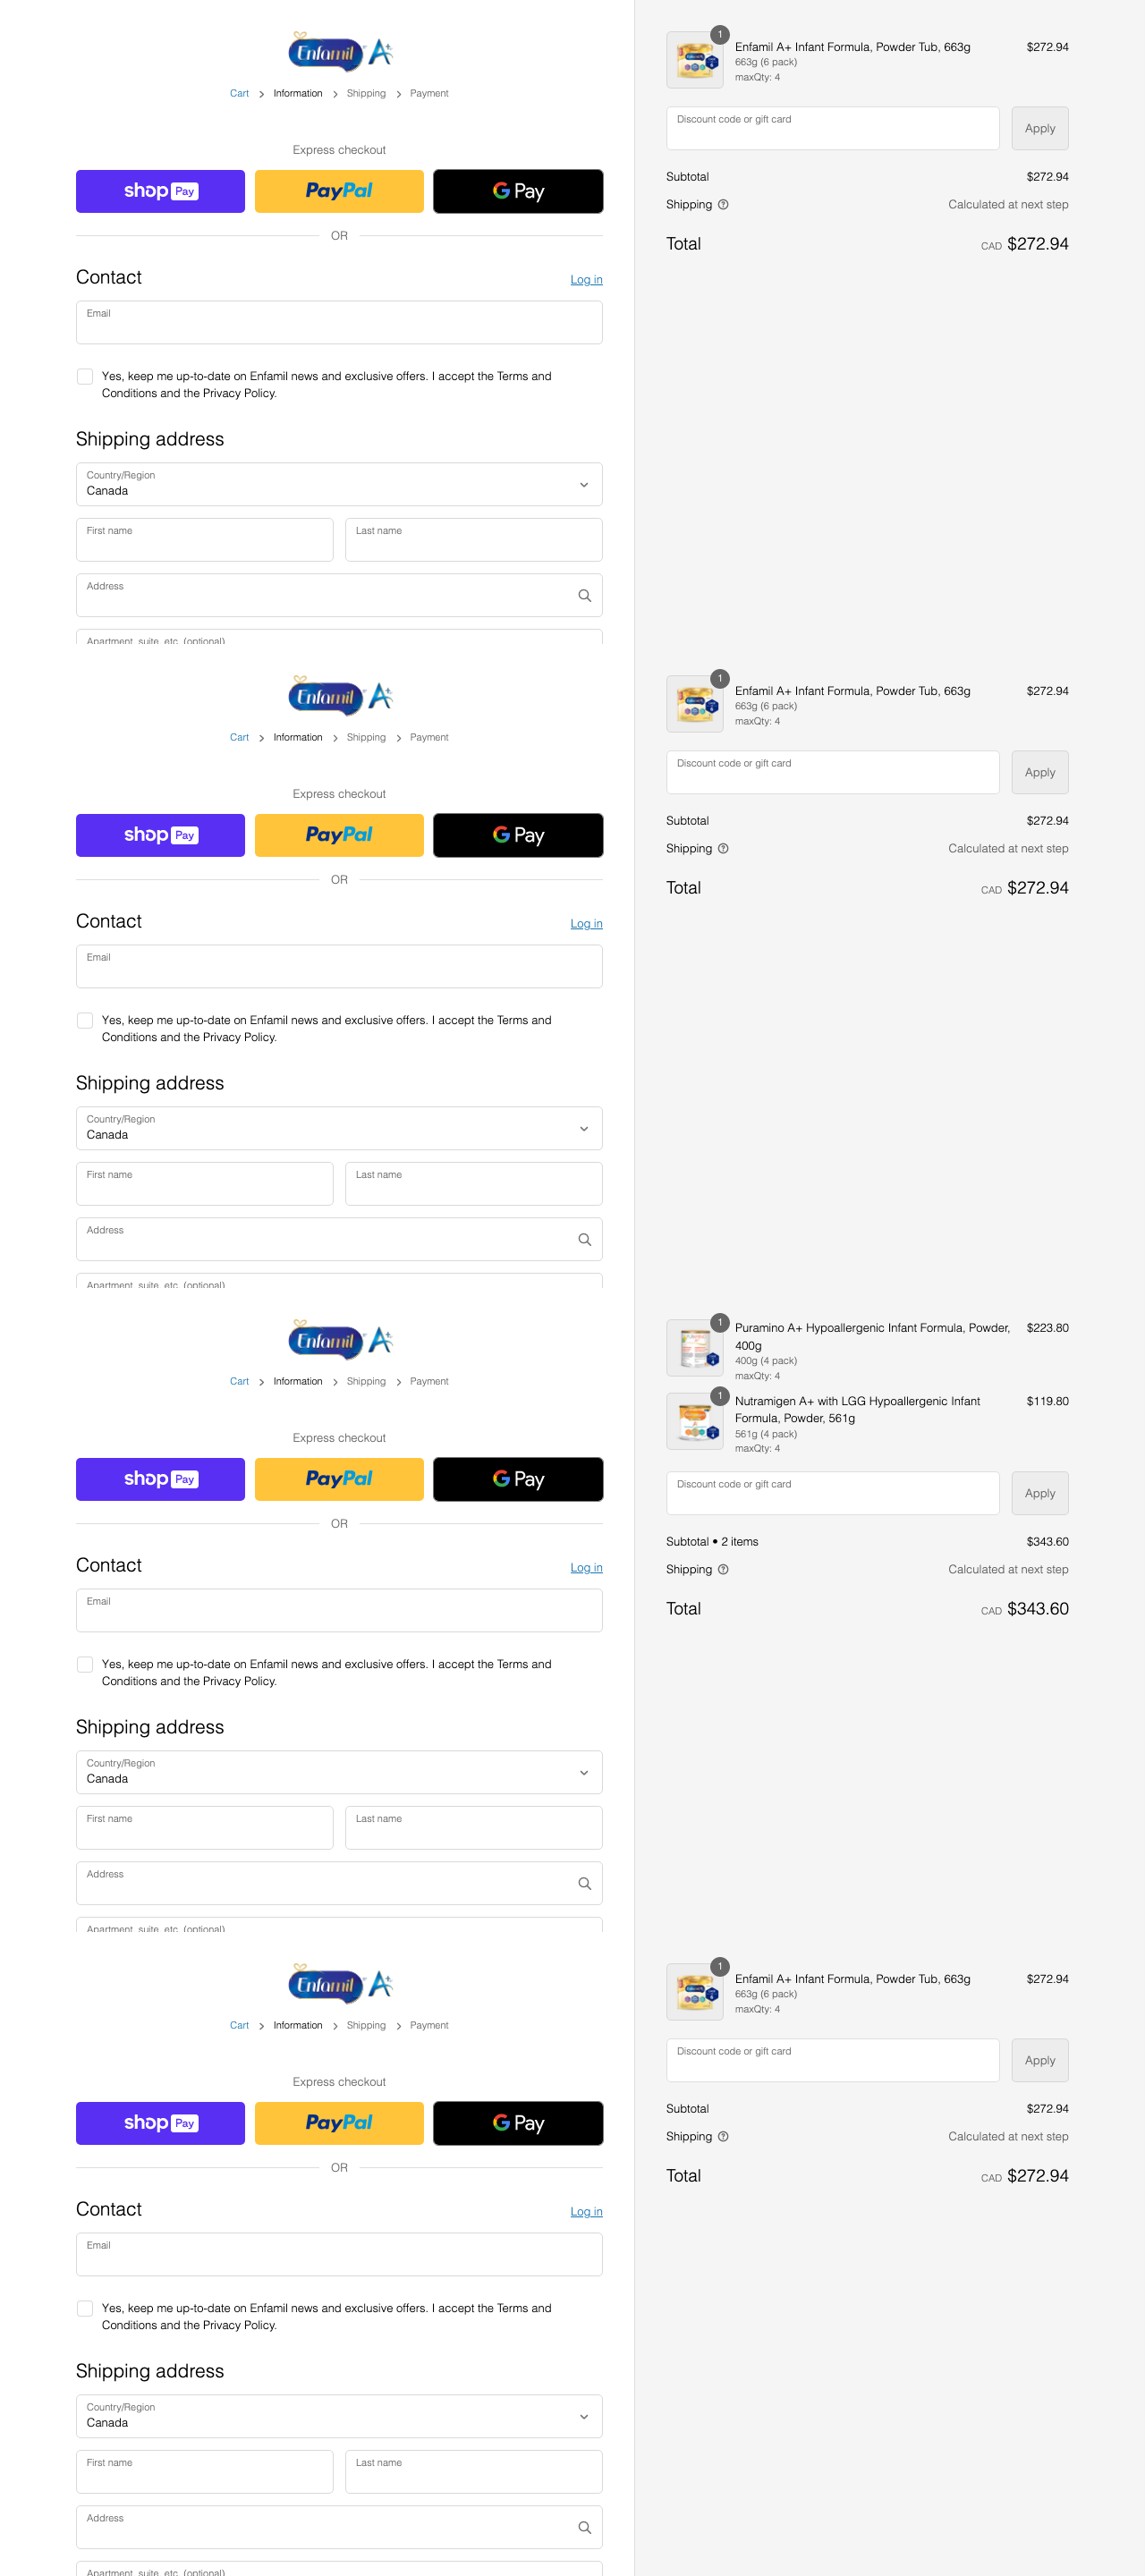 Enfamil A+
Cart > Information > Shipping > Payment
Express checkout
shop Pay
PayPal
G Pay
OR
Contact
Log in
Email
Yes, keep me up-to-date on Enfamil news and exclusive offers. I accept the Terms and
Conditions and the Privacy Policy.
Shipping address
Country/Region
Canada
First name
Last name
Address
Apartment, suite, etc. (optional)
1
Enfamil A+ Infant Formula, Powder Tub, 663g
$272.94
663g (6 pack)
maxQty: 4
Discount code or gift card
Apply
Subtotal
$272.94
Shipping
Calculated at next step
Total
CAD $272.94
Enfamil A+
Cart > Information > Shipping > Payment
Express checkout
shop Pay
PayPal
G Pay
OR
Contact
Log in
Email
Yes, keep me up-to-date on Enfamil news and exclusive offers. I accept the Terms and
Conditions and the Privacy Policy.
Shipping address
Country/Region
Canada
First name
Last name
Address
Apartment, suite, etc. (optional)
1
Enfamil A+ Infant Formula, Powder Tub, 663g
$272.94
663g (6 pack)
maxQty: 4
Discount code or gift card
Apply
Subtotal
$272.94
Shipping
Calculated at next step
Total
CAD $272.94
Enfamil A+
Cart > Information > Shipping > Payment
Express checkout
shop Pay
PayPal
G Pay
OR
Contact
Log in
Email
Yes, keep me up-to-date on Enfamil news and exclusive offers. I accept the Terms and
Conditions and the Privacy Policy.
Shipping address
Country/Region
Canada
First name
Last name
Address
Apartment, suite, etc. (optional)
1
Puramino A+ Hypoallergenic Infant Formula, Powder,
400g
$223.80
400g (4 pack)
maxQty: 4
1
Nutramigen A+ with LGG Hypoallergenic Infant
Formula, Powder, 561g
$119.80
561g (4 pack)
maxQty: 4
Discount code or gift card
Apply
Subtotal • 2 items
$343.60
Shipping
Calculated at next step
Total
CAD $343.60
Enfamil A+
Cart > Information > Shipping > Payment
Express checkout
shop Pay
PayPal
G Pay
OR
Contact
Log in
Email
Yes, keep me up-to-date on Enfamil news and exclusive offers. I accept the Terms and
Conditions and the Privacy Policy.
Shipping address
Country/Region
Canada
First name
Last name
Address
Apartment, suite, etc. (optional)
1
Enfamil A+ Infant Formula, Powder Tub, 663g
$272.94
663g (6 pack)
maxQty: 4
Discount code or gift card
Apply
Subtotal
$272.94
Shipping
Calculated at next step
Total
CAD $272.94